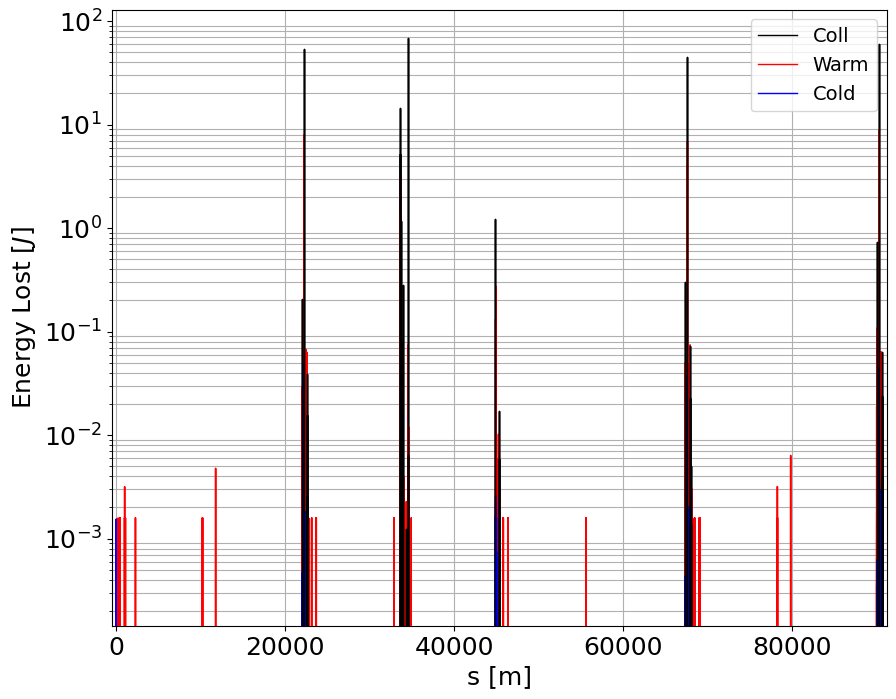 Energy Lost [J]
10²
10¹
10⁰
10⁻¹
10⁻²
10⁻³
Coll
Warm
Cold
0 20000 40000 60000 80000
s [m]